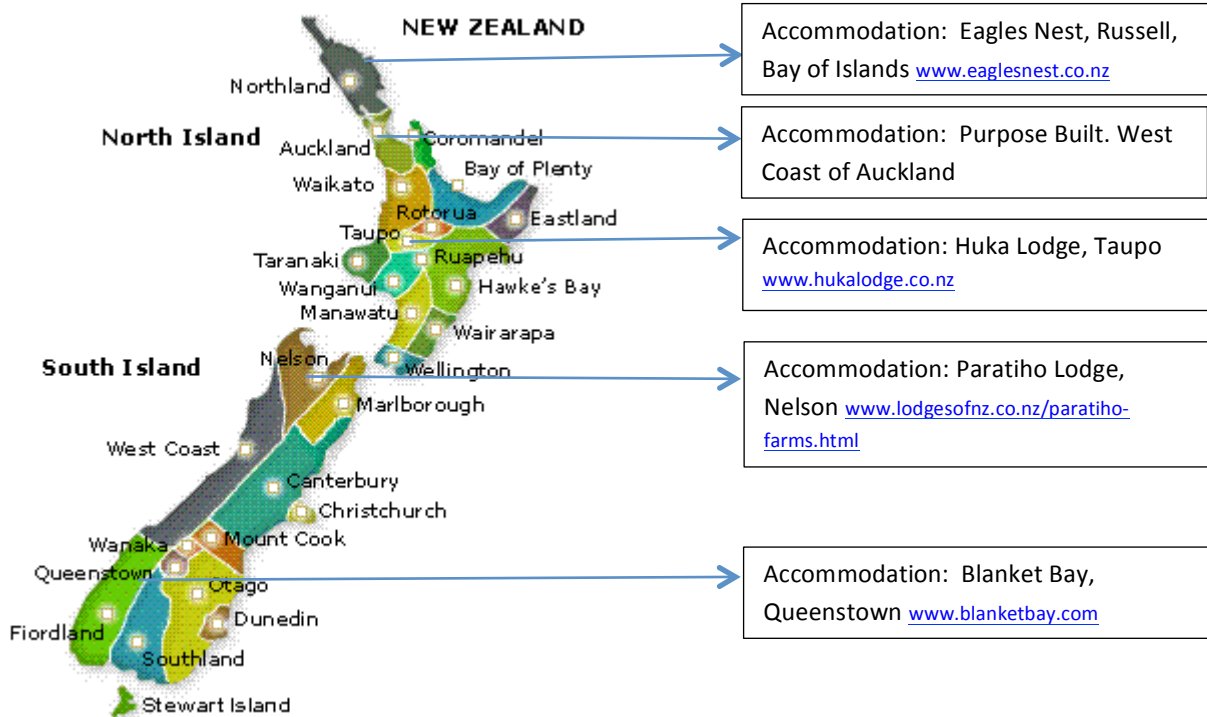 NEW ZEALAND
Accommodation: Eagles Nest, Russell,
Bay of Islands www.eaglesnest.co.nz
Northland
North Island
Coromandel
Auckland
Accommodation: Purpose Built. West
Coast of Auckland
Bay of Plenty
Waikato
Rotorua
Eastland
Taupo
Accommodation: Huka Lodge, Taupo
www.hukalodge.co.nz
Taranaki
Ruapehu
Wanganui
Hawke's Bay
Manawatu
Wairarapa
South Island
Nelson
Wellington
Accommodation: Paratiho Lodge,
Nelson www.lodgesofnz.co.nz/paratiho-
farms.html
Marlborough
West Coast
Canterbury
Christchurch
Wanaka
Mount Cook
Queenstown
Otago
Accommodation: Blanket Bay,
Queenstown www.blanketbay.com
Dunedin
Fiordland
Southland
Stewart Island